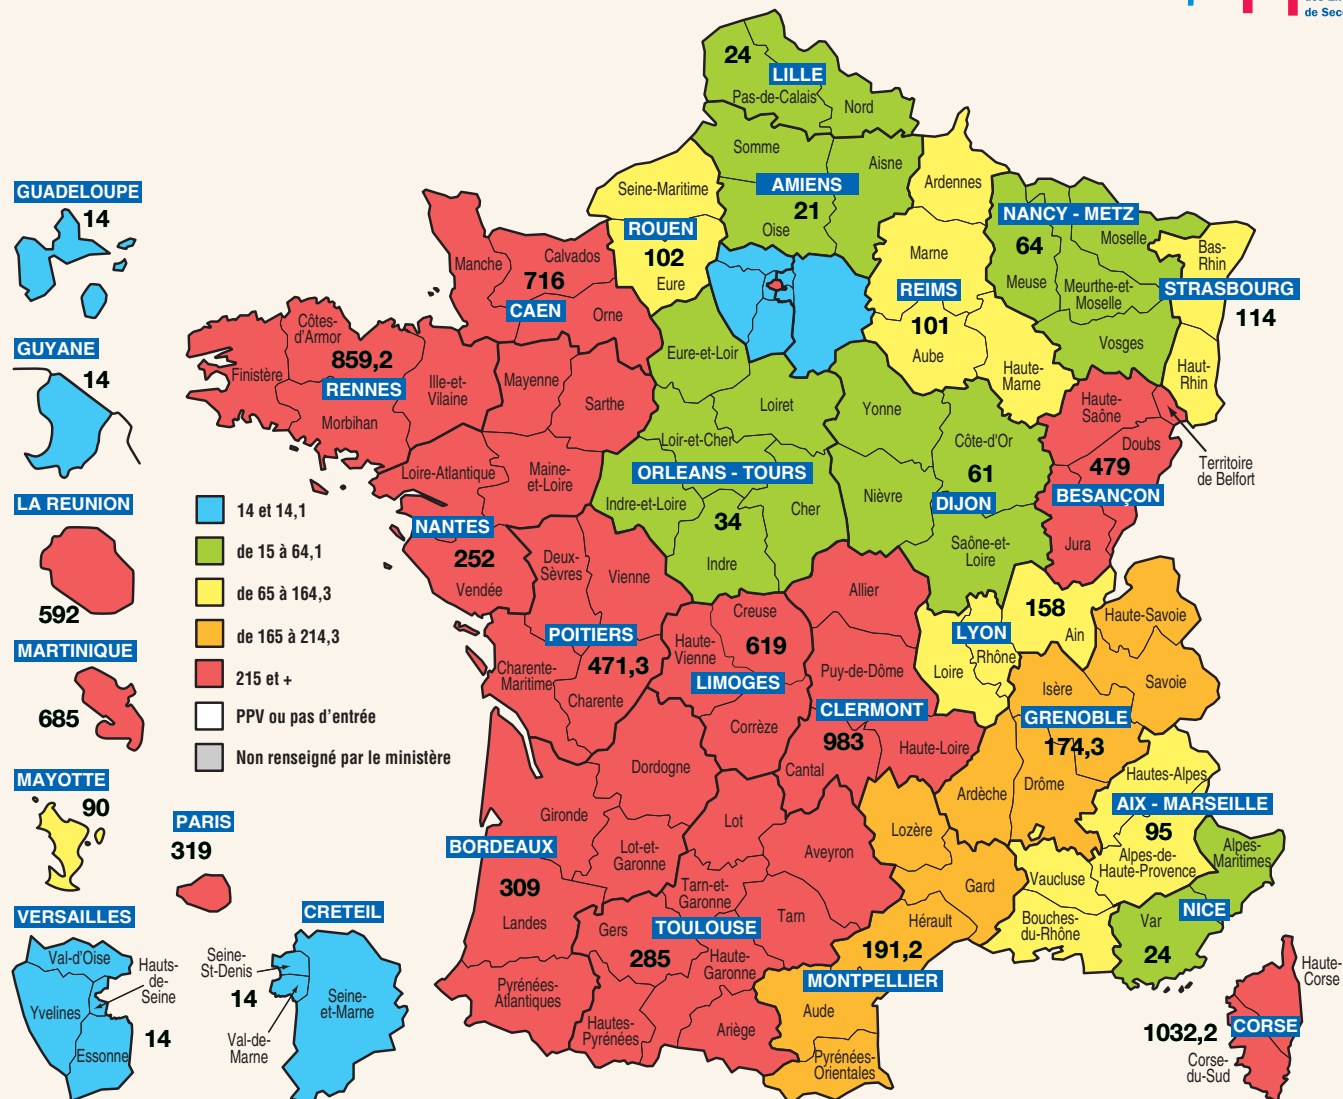 de Seco
24
LILLE
Pas-de-Calais
Nord
Somme
Aisne
AMIENS
21
Oise
Ardennes
Seine-Maritime
ROUEN
102
Eure
Marne
REIMS
101
Aube
Haute-
Marne
NANCY - METZ
64
Moselle
Meuse
Meurthe-et-
Moselle
Vosges
Bas-
Rhin
STRASBOURG
114
Haut-
Rhin
GUADELOUPE
14
GUYANE
14
LA REUNION
592
MARTINIQUE
685
MAYOTTE
90
PARIS
319
VERSAILLES
Val-d'Oise
Hauts-
de-
Seine
Yvelines
Essonne
14
CRETEIL
Seine-
St-Denis
14
Val-de-
Marne
Seine-
et-Marne
14 et 14,1
de 15 à 64,1
de 65 à 164,3
de 165 à 214,3
215 et +
PPV ou pas d'entrée
Non renseigné par le ministère
Manche
Calvados
716
CAEN
Orne
Côtes-
d'Armor
859,2
Finistère
RENNES
Ille-et-
Vilaine
Morbihan
Mayenne
Sarthe
Loire-Atlantique
Maine-
et-Loire
NANTES
252
Vendée
Eure-et-Loir
Loiret
Loir-et-Cher
ORLEANS - TOURS
Indre-et-Loire
34
Cher
Indre
Yonne
Côte-d'Or
61
Nièvre
DIJON
Saône-et-
Loire
Haute-
Saône
Doubs
479
BESANÇON
Territoire
de Belfort
Jura
Deux-
Sèvres
Vienne
POITIERS
471,3
Charente-
Maritime
Charente
Creuse
Haute-
Vienne
619
LIMOGES
Corrèze
Allier
Puy-de-Dôme
CLERMONT
983
Haute-Loire
Cantal
158
Ain
LYON
Rhône
Loire
Haute-Savoie
Savoie
Isère
GRENOBLE
174,3
Ardèche
Drôme
Hautes-Alpes
AIX - MARSEILLE
95
Alpes-de-
Haute-Provence
Vaucluse
Bouches-
du-Rhône
Alpes-
Maritimes
NICE
Var
24
Dordogne
Gironde
BORDEAUX
309
Lot-et-
Garonne
Landes
Pyrénées-
Atlantiques
Lot
Aveyron
Tarn-et-
Garonne
Tarn
Gers
TOULOUSE
285
Haute-
Garonne
Hautes-
Pyrénées
Ariège
Lozère
Gard
Hérault
191,2
MONTPELLIER
Aude
Pyrénées-
Orientales
Haute-
Corse
1032,2
CORSE
Corse-
du-Sud